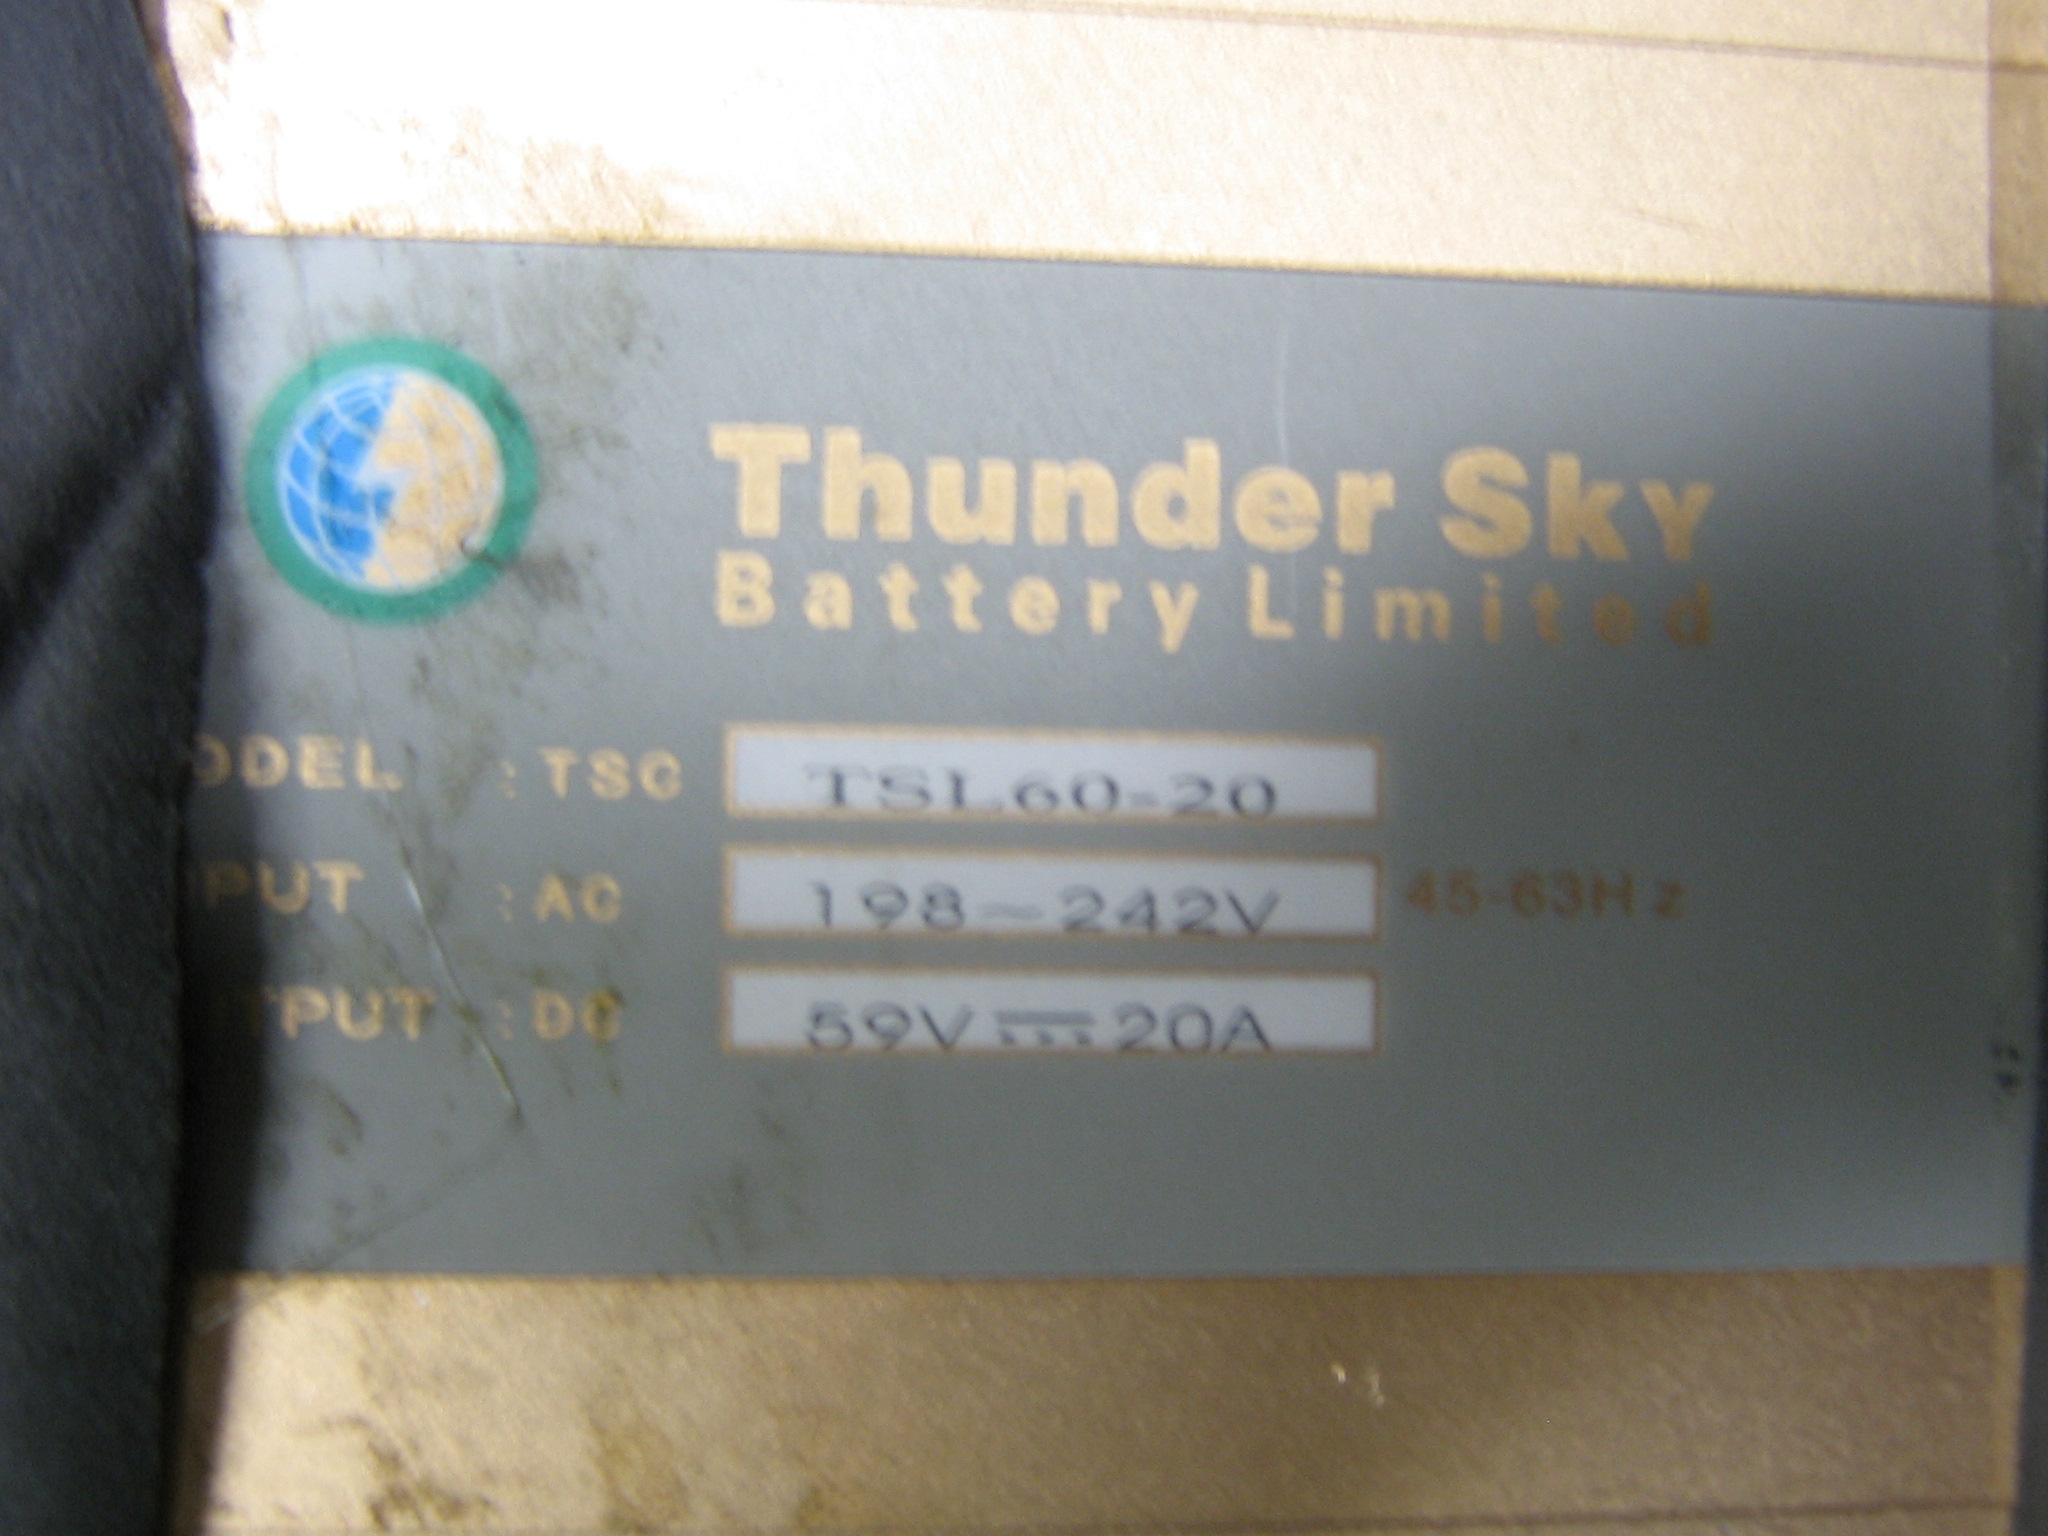 Thunder Sky
Battery Limited
ODEL : TSC TSL60-20
PUT : AC 198~242V 45-63Hz
TPUT : DC 59V⎓20A